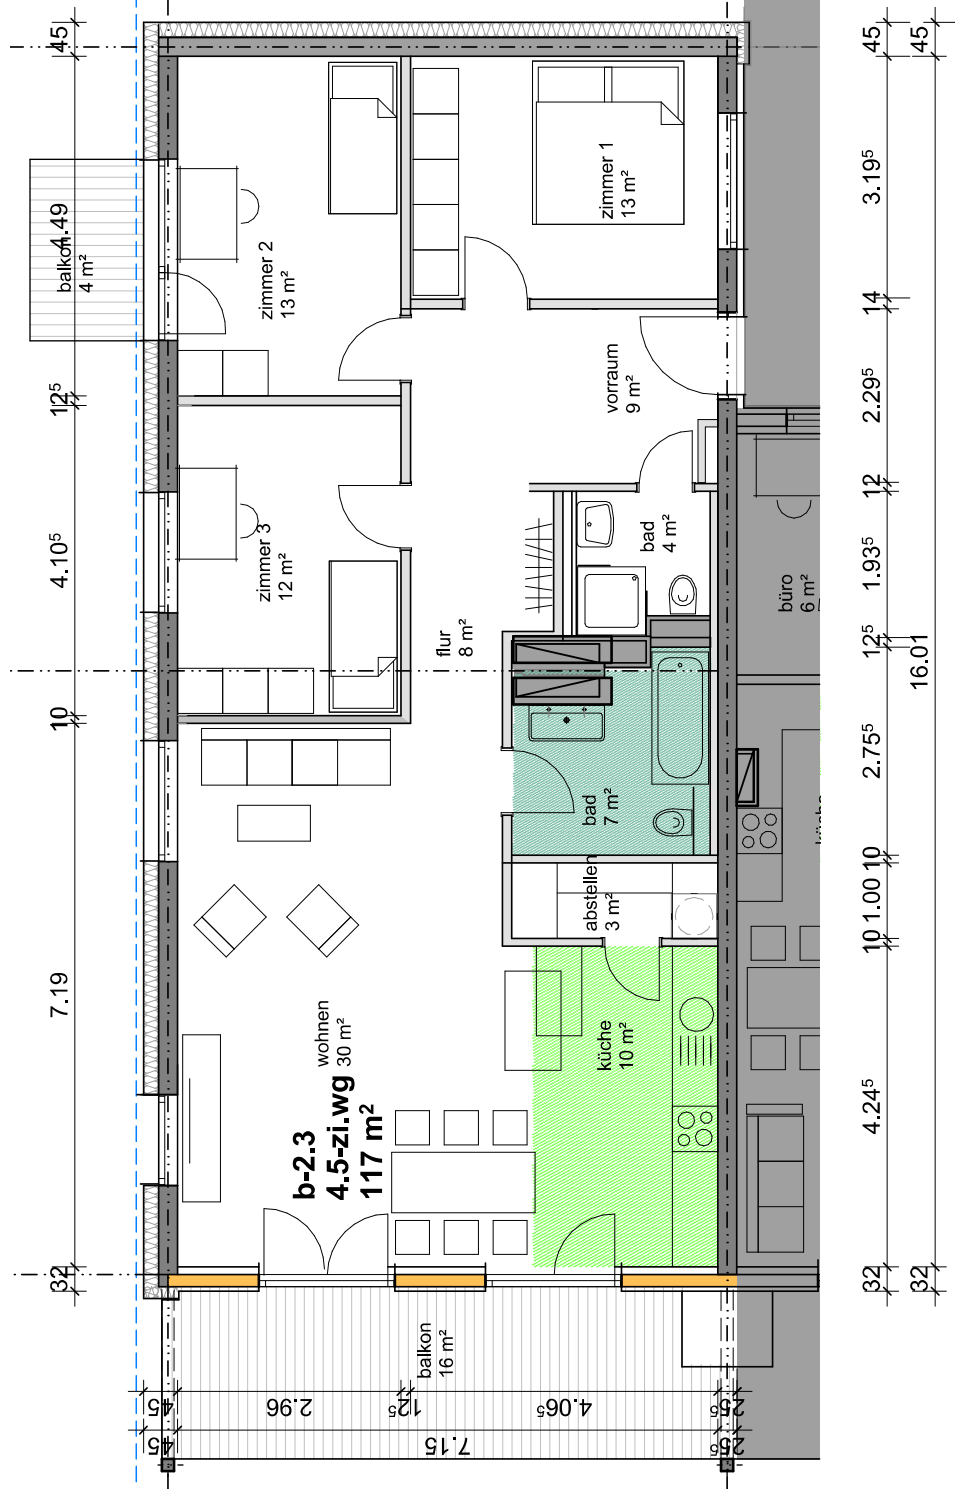 45
4.49
12⁵
4.10⁵
10
7.19
32
balkon
4 m²
zimmer 2
13 m²
zimmer 1
13 m²
vorraum
9 m²
zimmer 3
12 m²
flur
8 m²
bad
4 m²
büro
6 m²
bad
7 m²
abstellen
3 m²
küche
wohnen
30 m²
küche
10 m²
b-2.3
4.5-zi.wg
117 m²
balkon
16 m²
45
2.96
12⁵
4.06⁵
25⁵
45
7.15
25⁵
45
3.19⁵
14
2.29⁵
12
1.93⁵
12⁵
2.75⁵
10
1.00
10
4.24⁵
32
45
16.01
32